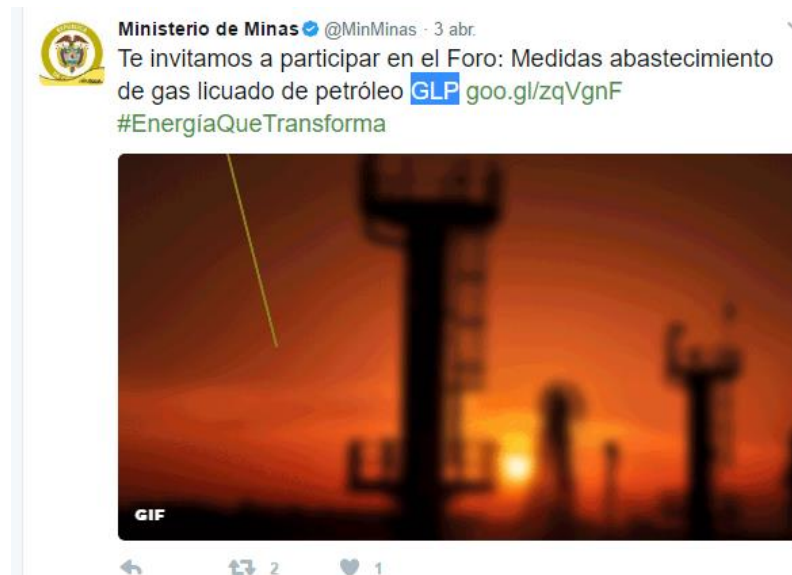 Ministerio de Minas @MinMinas · 3 abr.
Te invitamos a participar en el Foro: Medidas abastecimiento
de gas licuado de petróleo GLP goo.gl/zqVgnF
#EnergíaQueTransforma
GIF
2 1